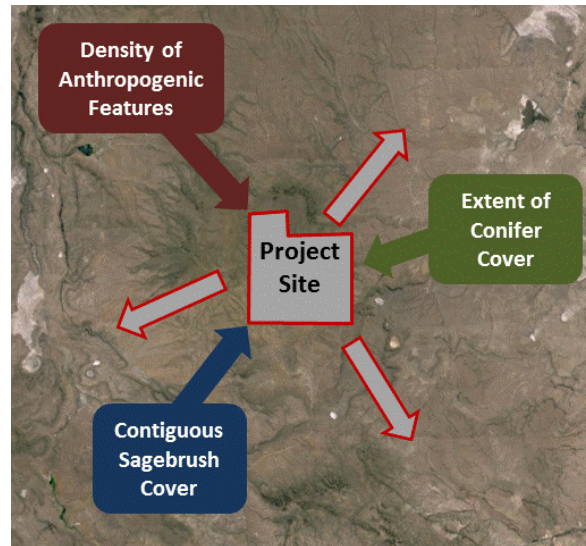 Density of
Anthropogenic
Features
Extent of
Conifer
Cover
Project
Site
Contiguous
Sagebrush
Cover